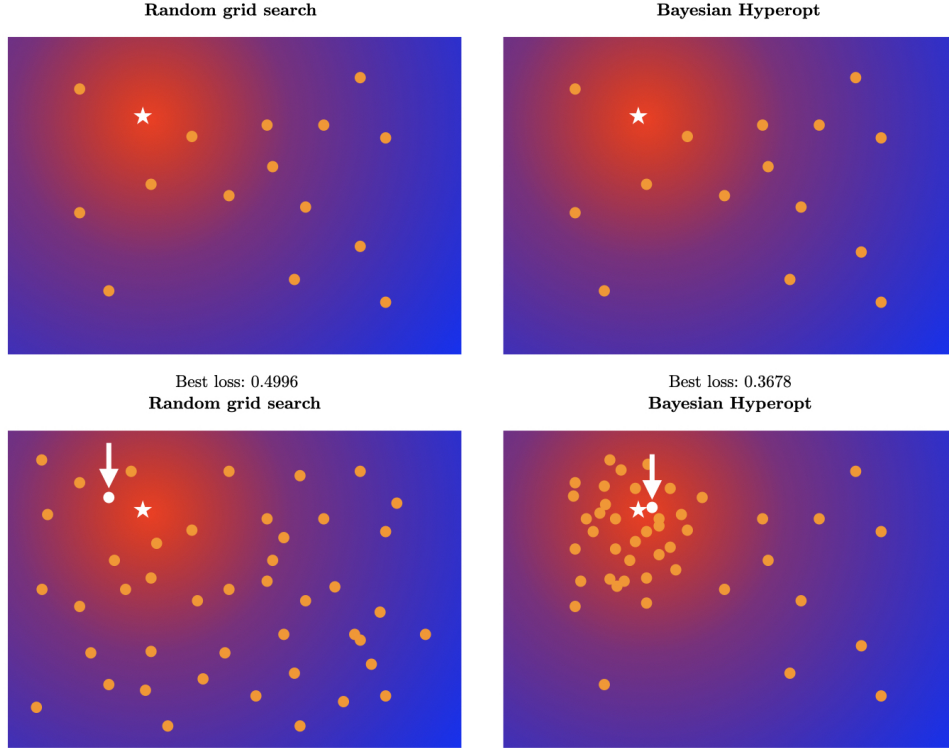 Random grid search
Bayesian Hyperopt
Best loss: 0.4996
Best loss: 0.3678
Random grid search
Bayesian Hyperopt